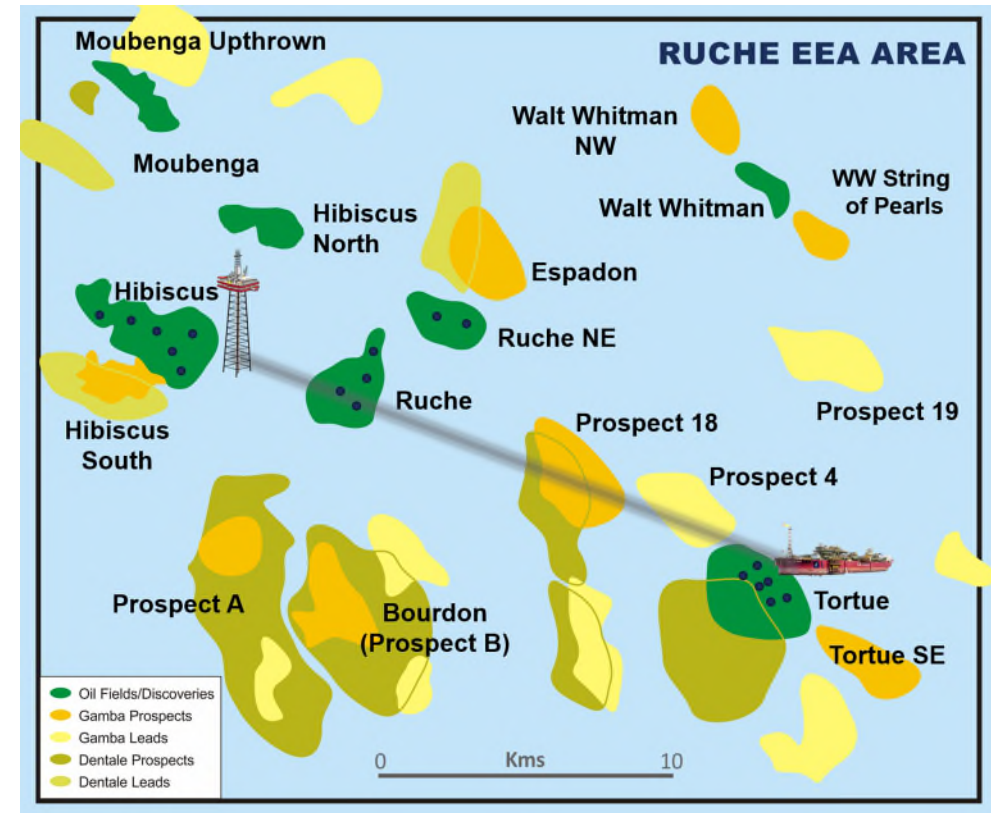 Moubenga Upthrown
RUCHE EEA AREA
Walt Whitman
NW
Moubenga
WW String
of Pearls
Walt Whitman
Hibiscus
North
Espadon
Hibiscus
Ruche NE
Ruche
Prospect 19
Prospect 18
Hibiscus
South
Prospect 4
Prospect A
Bourdon
(Prospect B)
Tortue
Tortue SE
Oil Fields/Discoveries
Gamba Prospects
Gamba Leads
Dentale Prospects
Dentale Leads
0
Kms
10